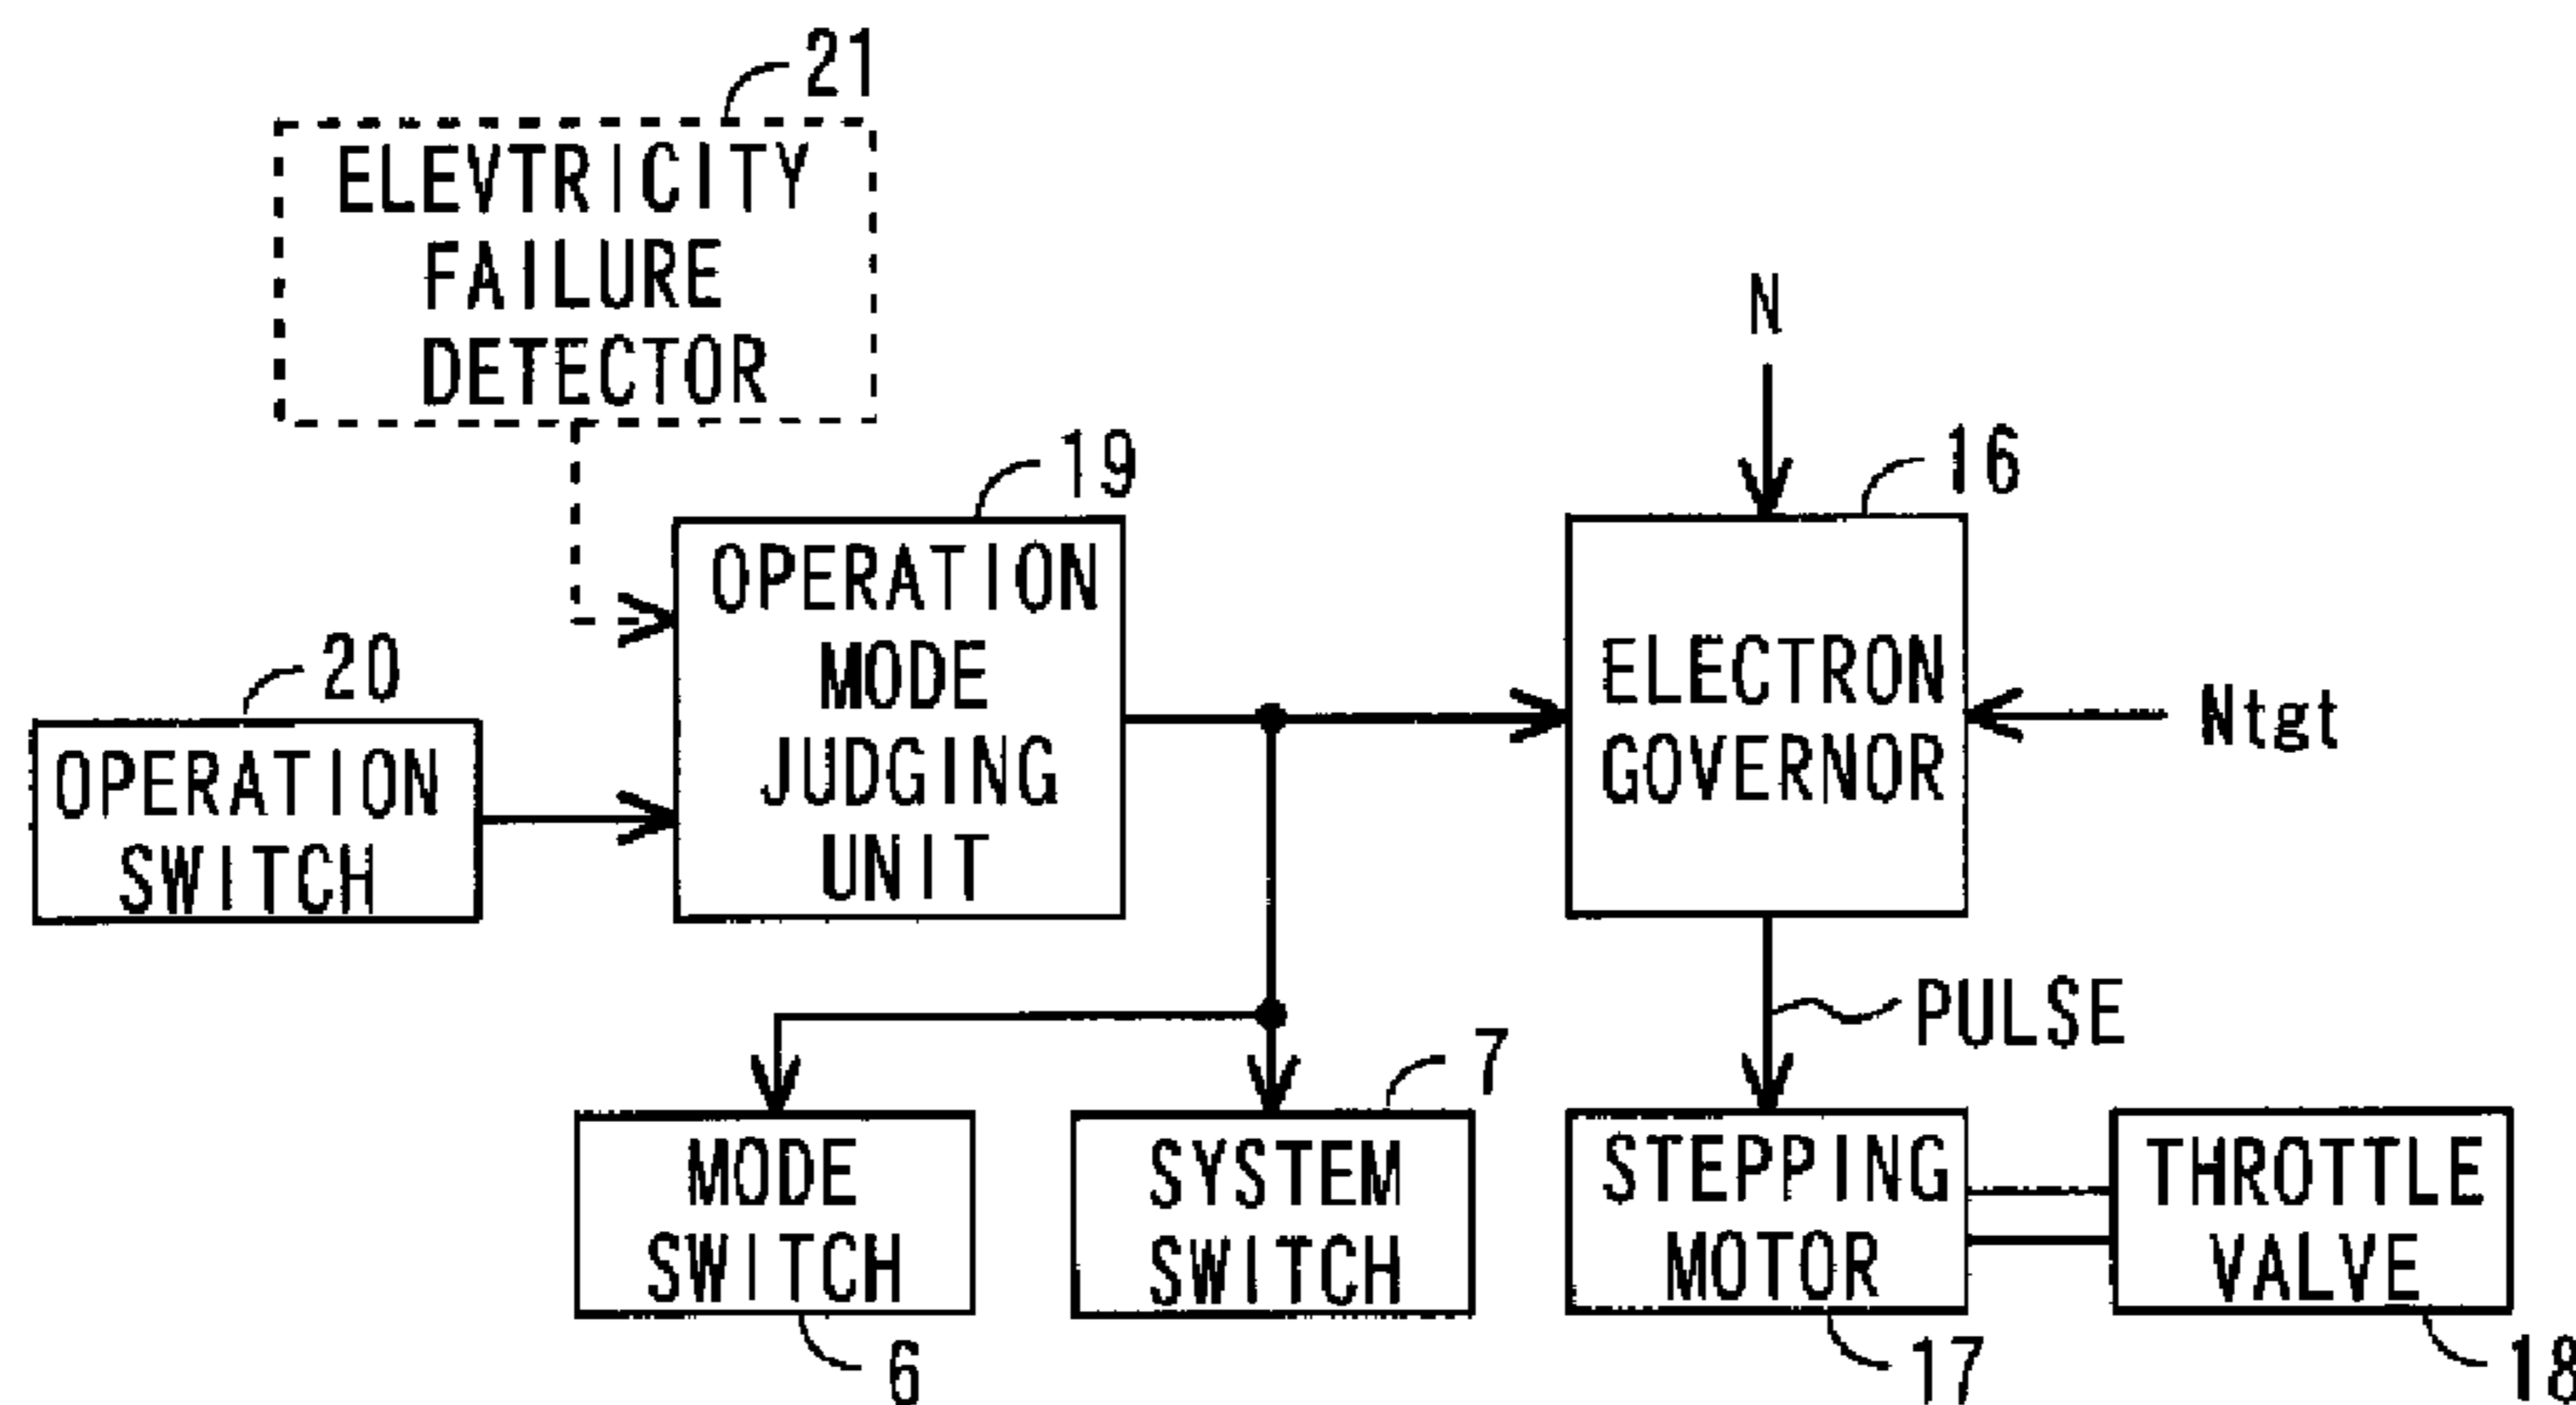 21
ELEVTRICITY
FAILURE
DETECTOR
N
19
16
OPERATION
MODE
JUDGING
UNIT
20
OPERATION
SWITCH
ELECTRON
GOVERNOR
Ntgt
PULSE
7
MODE
SWITCH
SYSTEM
SWITCH
STEPPING
MOTOR
THROTTLE
VALVE
6
17
18